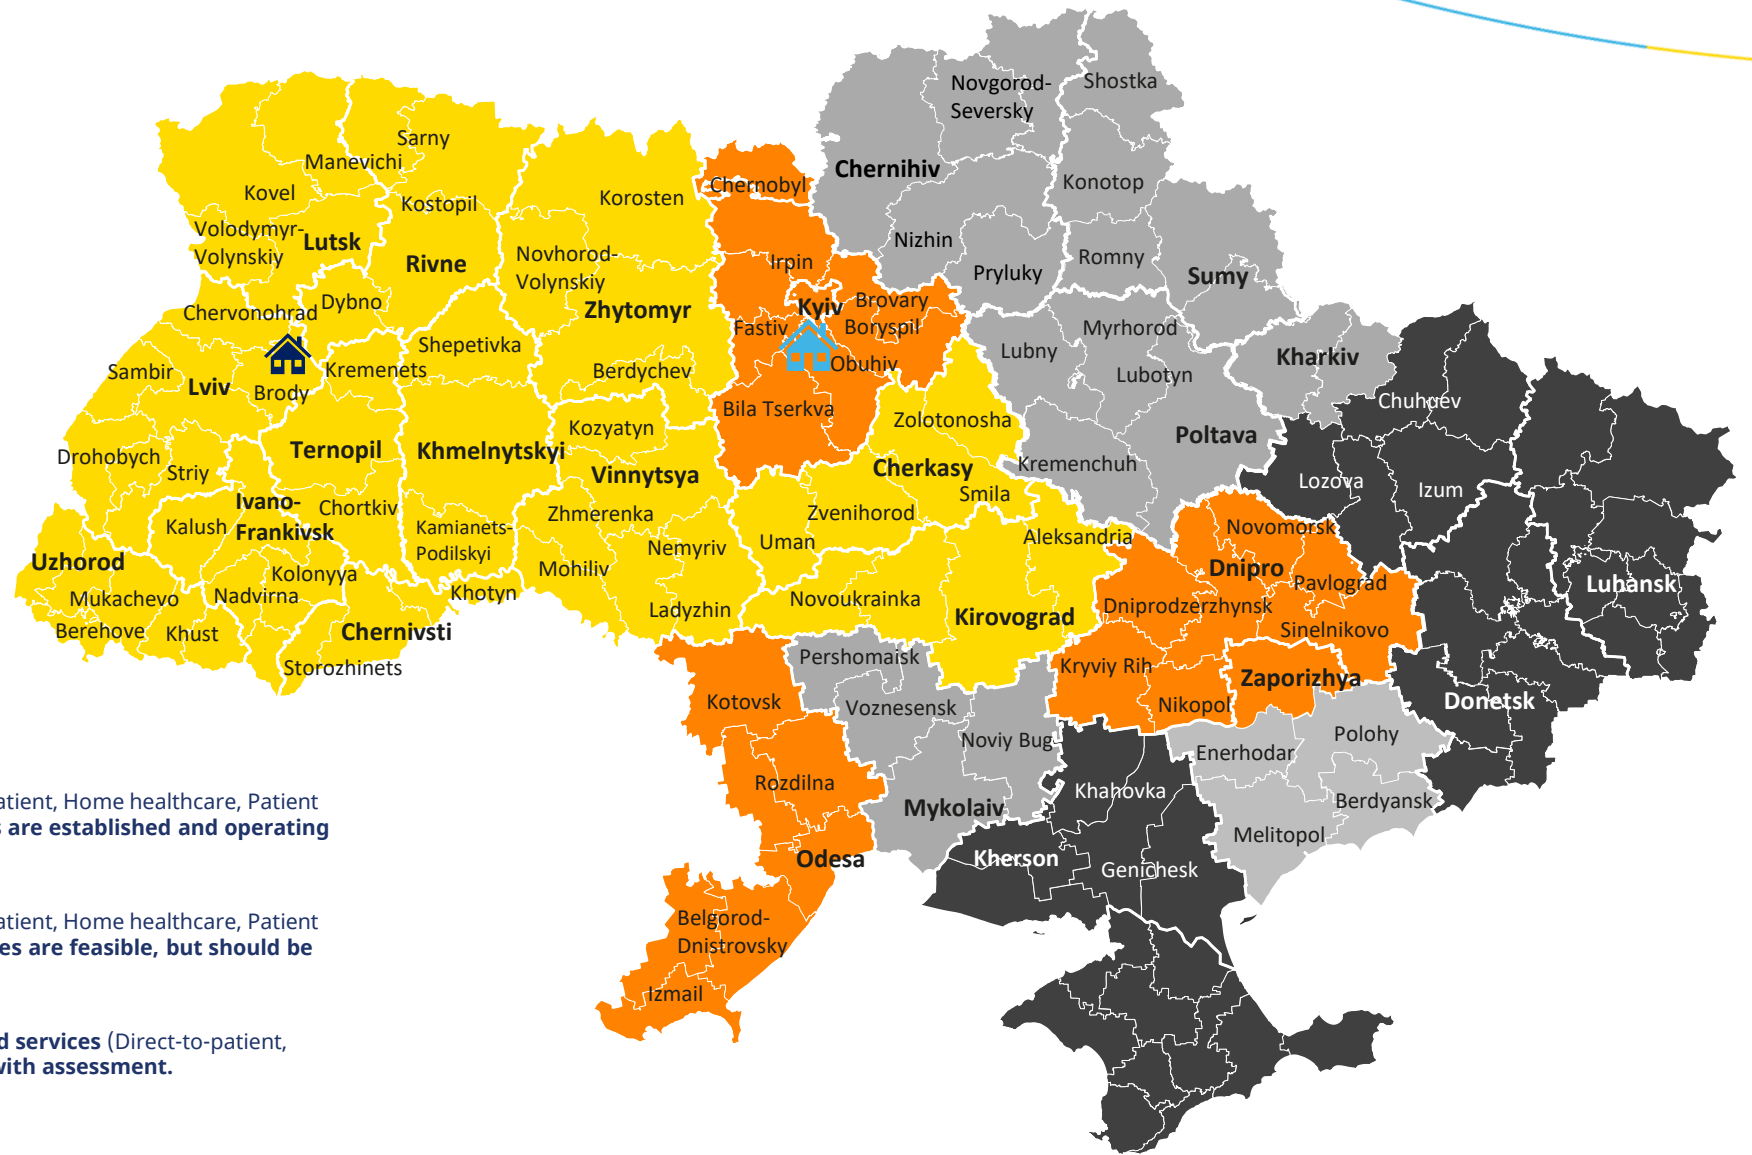 Shostka
Novgorod-
Seversky
Sarny
Manevichi
Chernihiv
Kovel
Kostopil
Korosten
Chernobyl
Konotop
Volodymyr-
Volynskiy
Lutsk
Rivne
Novhorod-
Volynskiy
Irpin
Nizhin
Pryluky
Romny
Sumy
Chervonohrad
Dybno
Zhytomyr
Kyiv
Brovary
Fastiv
Boryspil
Myrhorod
Shepetivka
Lubny
Kharkiv
Sambir
Lviv
Kremenets
Berdychev
Obuhiv
Lubotyn
Brody
Bila Tserkva
Chuhuev
Zolotonosha
Kozyatyn
Poltava
Drohobych
Striy
Ternopil
Khmelnytskyi
Vinnytsya
Cherkasy
Kremenchuh
Lozova
Izum
Smila
Ivano-
Frankivsk
Chortkiv
Kalush
Kamianets-
Podilskyi
Zhmerenka
Zvenihorod
Aleksandria
Novomorsk
Uman
Nemyriv
Uzhorod
Kolonyya
Mohiliv
Dnipro
Pavlograd
Luhansk
Mukachevo
Nadvirna
Khotyn
Ladyzhin
Novoukrainka
Kirovograd
Dniprodzerzhynsk
Berehove
Khust
Chernivsti
Sinelnikovo
Storozhinets
Pershomaisk
Kryviy Rih
Zaporizhya
Kotovsk
Voznesensk
Nikopol
Donetsk
Noviy Bug
Enerhodar
Polohy
Rozdilna
Mykolaiv
Khahovka
Berdyansk
Melitopol
Odesa
Kherson
Genichesk
Belgorod-
Dnistrovsky
Izmail
atient, Home healthcare, Patient
s are established and operating
atient, Home healthcare, Patient
es are feasible, but should be
d services (Direct-to-patient,
with assessment.